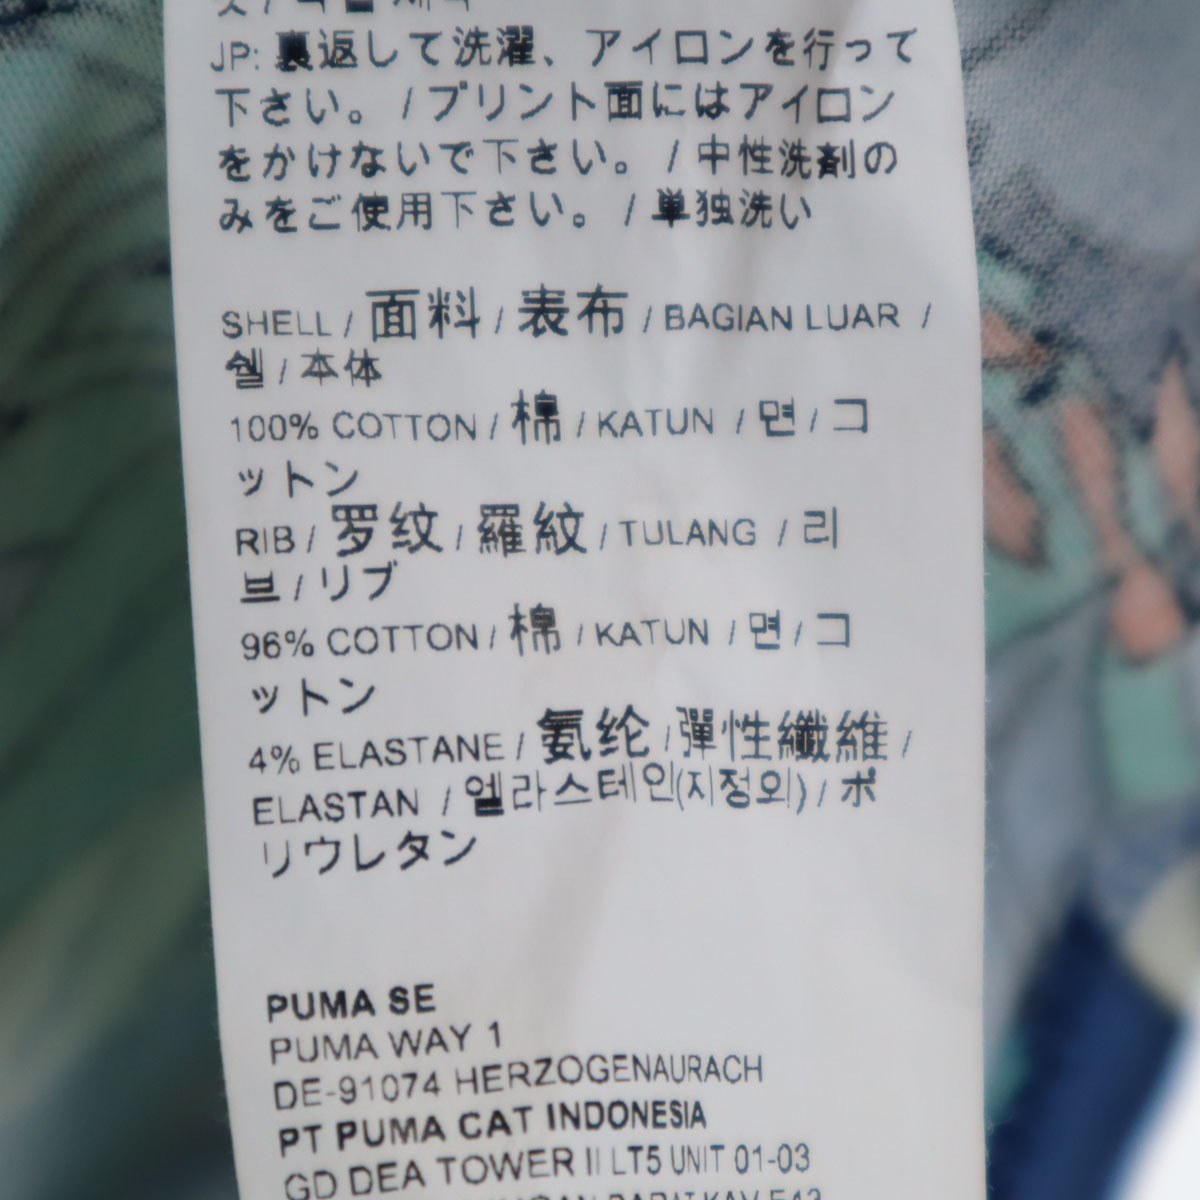 JP: 裏返して洗濯、アイロンを行って
下さい。 /プリント面にはアイロン
をかけないで下さい。 / 中性洗剤の
みをご使用下さい。 / 単独洗い
SHELL / 面料 / 表布 / BAGIAN LUAR /
쉘 / 本体
100% COTTON / 棉 / KATUN / 면 / コ
ットン
RIB / 罗纹 / 羅紋 / TULANG / 리
브 / リブ
96% COTTON / 棉 / KATUN / 면 / コ
ットン
4% ELASTANE / 氨纶 / 彈性纖維 /
ELASTAN / 엘라스테인(지정외) / ポ
リウレタン
PUMA SE
PUMA WAY 1
DE-91074 HERZOGENAURACH
PT PUMA CAT INDONESIA
GD DEA TOWER II LT5 UNIT 01-03